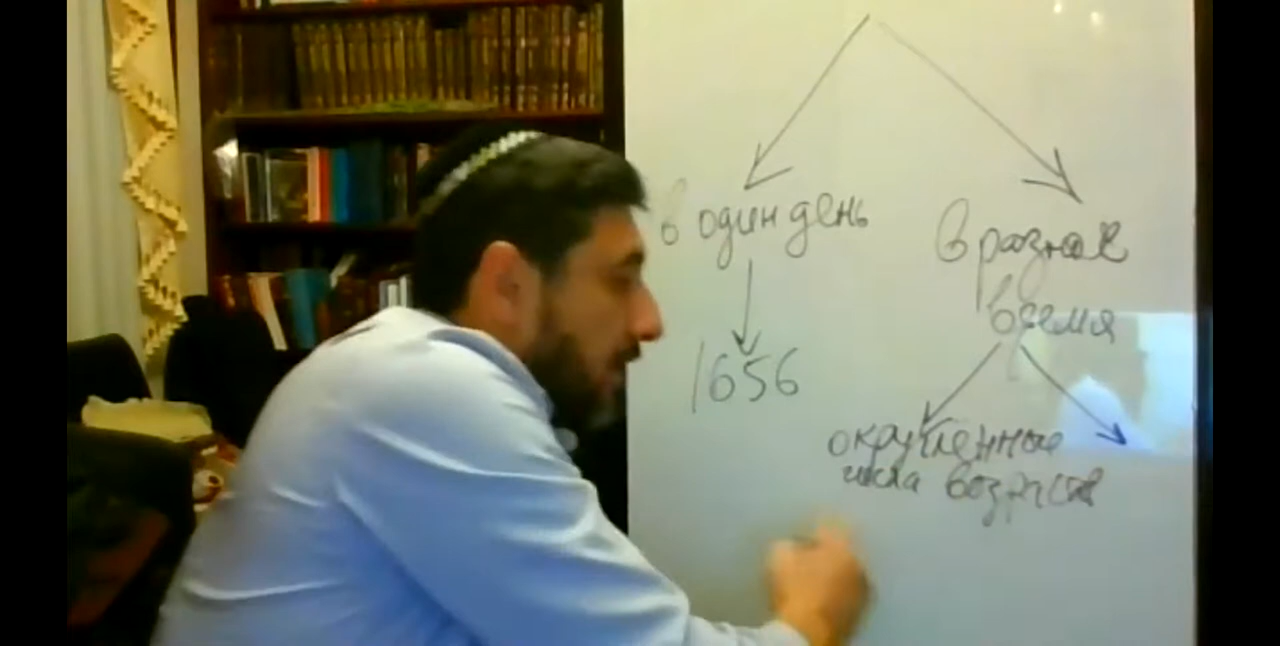 в один день
в разное
время
1656
округленные
числа возраста